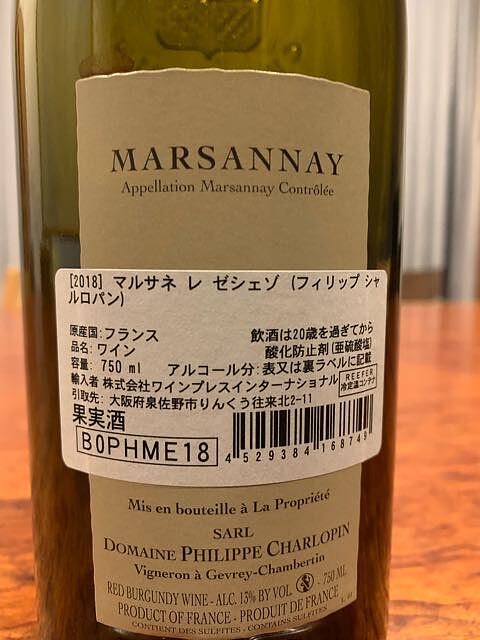 MARSANNAY
Appellation Marsannay Contrôlée
[2018] マルサネ レ ゼシェゾ (フィリップ シャ
ルロパン)
原産国:フランス 飲酒は20歳を過ぎてから
品名: ワイン 酸化防止剤(亜硫酸塩)
容量: 750 ml アルコール分:表又は裏ラベルに記載
輸入者 株式会社ワインプレスインターナショナル
REEFER
冷定温コンテナ
引取先: 大阪府泉佐野市りんくう往来北2-11
果実酒
B0PHME18
4 529384 168749
Mis en bouteille à La Propriété
SARL
DOMAINE PHILIPPE CHARLOPIN
Vigneron à Gevrey-Chambertin
RED BURGUNDY WINE - ALC. 15% BY VOL - 750 ML
PRODUCT OF FRANCE - PRODUIT DE FRANCE
CONTIENT DES SULFITES - CONTAINS SULFITES